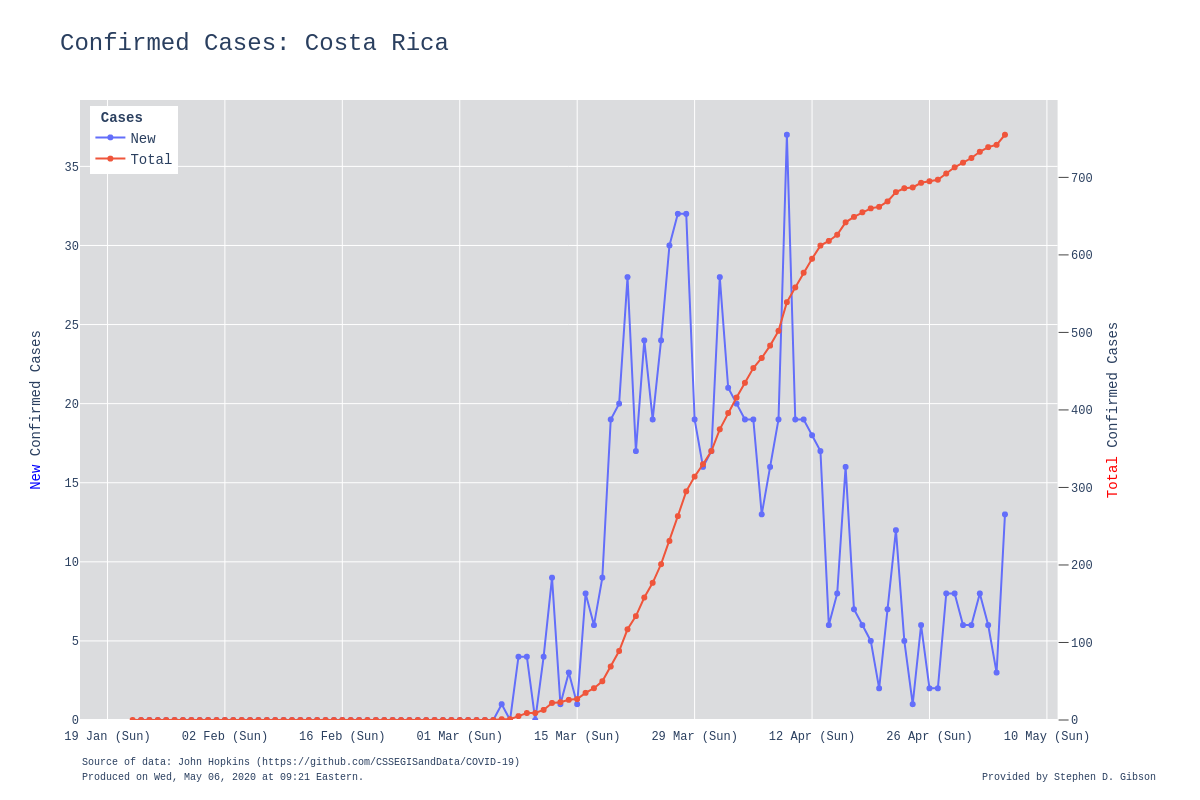 Confirmed Cases: Costa Rica
Cases
New
Total
35
30
25
20
15
10
5
0
New Confirmed Cases
700
600
500
400
300
200
100
0
Total Confirmed Cases
19 Jan (Sun) 02 Feb (Sun) 16 Feb (Sun) 01 Mar (Sun) 15 Mar (Sun) 29 Mar (Sun) 12 Apr (Sun) 26 Apr (Sun) 10 May (Sun)
Source of data: John Hopkins (https://github.com/CSSEGISandData/COVID-19)
Produced on Wed, May 06, 2020 at 09:21 Eastern.
Provided by Stephen D. Gibson